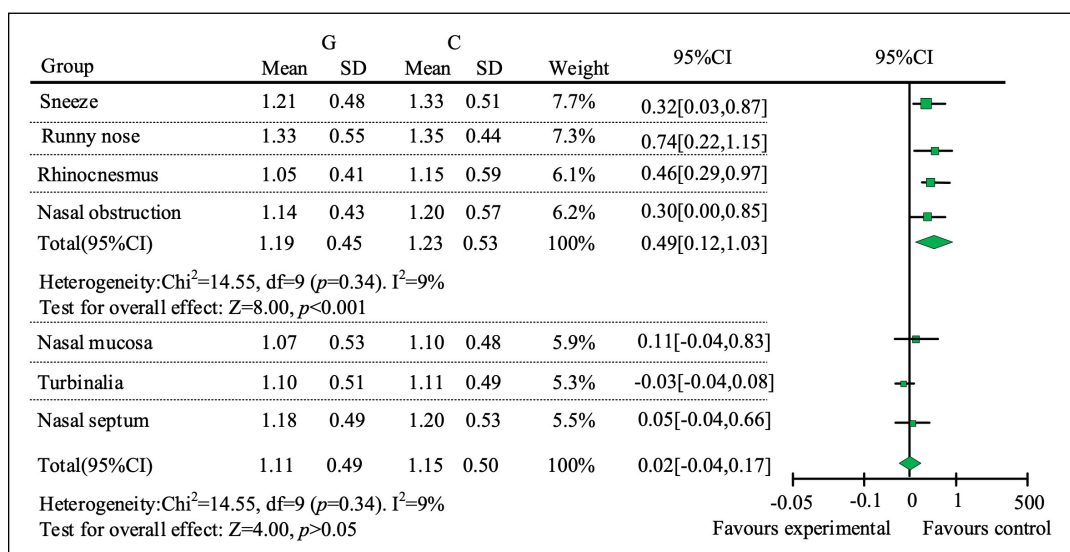 G C
Group Mean SD Mean SD Weight 95%CI 95%CI
Sneeze 1.21 0.48 1.33 0.51 7.7% 0.32[0.03,0.87]
Runny nose 1.33 0.55 1.35 0.44 7.3% 0.74[0.22,1.15]
Rhinocnesmus 1.05 0.41 1.15 0.59 6.1% 0.46[0.29,0.97]
Nasal obstruction 1.14 0.43 1.20 0.57 6.2% 0.30[0.00,0.85]
Total(95%CI) 1.19 0.45 1.23 0.53 100% 0.49[0.12,1.03]
Heterogeneity:Chi²=14.55, df=9 (p=0.34). I²=9%
Test for overall effect: Z=8.00, p<0.001
Nasal mucosa 1.07 0.53 1.10 0.48 5.9% 0.11[-0.04,0.83]
Turbinalia 1.10 0.51 1.11 0.49 5.3% -0.03[-0.04,0.08]
Nasal septum 1.18 0.49 1.20 0.53 5.5% 0.05[-0.04,0.66]
Total(95%CI) 1.11 0.49 1.15 0.50 100% 0.02[-0.04,0.17]
Heterogeneity:Chi²=14.55, df=9 (p=0.34). I²=9%
Test for overall effect: Z=4.00, p>0.05
-0.05 -0.1 0 1 500
Favours experimental Favours control